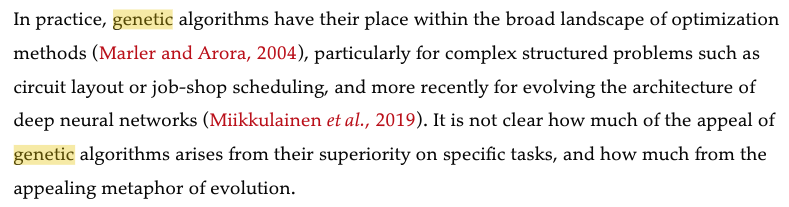 In practice, genetic algorithms have their place within the broad landscape of optimization
methods (Marler and Arora, 2004), particularly for complex structured problems such as
circuit layout or job-shop scheduling, and more recently for evolving the architecture of
deep neural networks (Miikkulainen et al., 2019). It is not clear how much of the appeal of
genetic algorithms arises from their superiority on specific tasks, and how much from the
appealing metaphor of evolution.